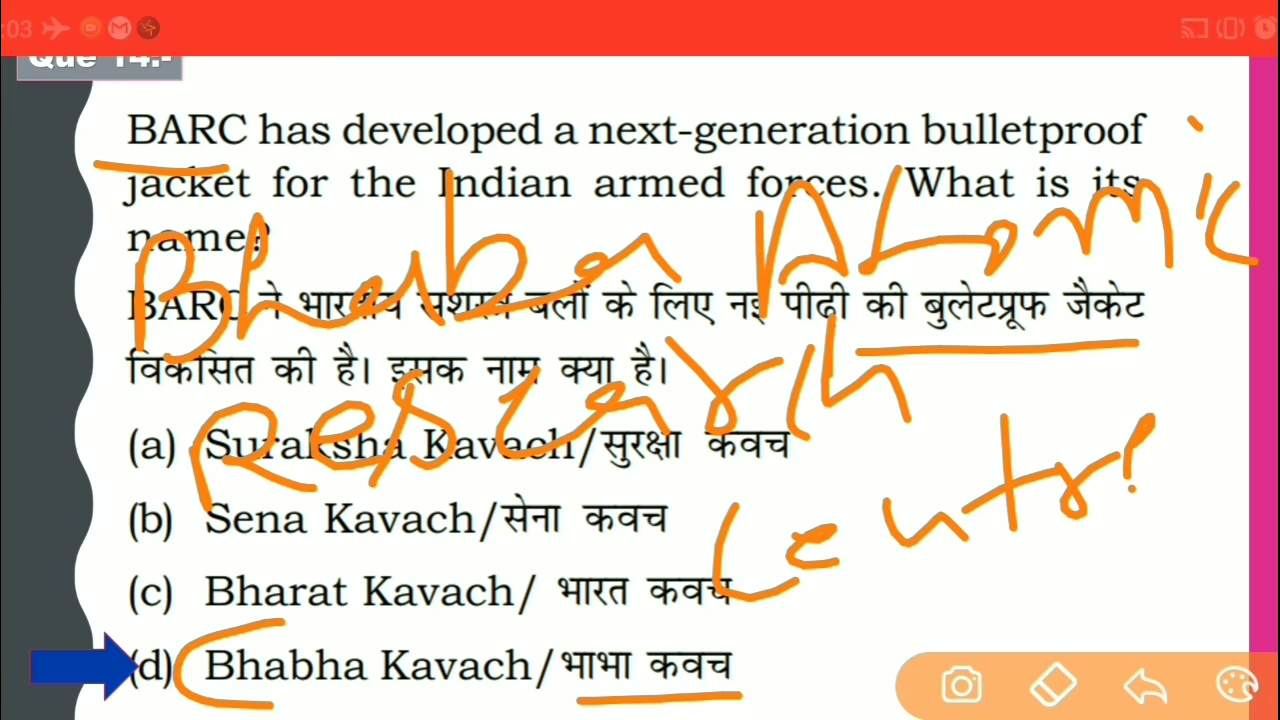 :03
Que 14:-
BARC has developed a next-generation bulletproof
jacket for the Indian armed forces. What is its
name?
BARC ने भारतीय सशस्त्र बलों के लिए नई पीढ़ी की बुलेटप्रूफ जैकेट
विकसित की है। इसक नाम क्या है।
(a) Suraksha Kavach/सुरक्षा कवच
(b) Sena Kavach/सेना कवच
(c) Bharat Kavach/ भारत कवच
(d) Bhabha Kavach/भाभा कवच
Bhaba Atomic
Research
Centre